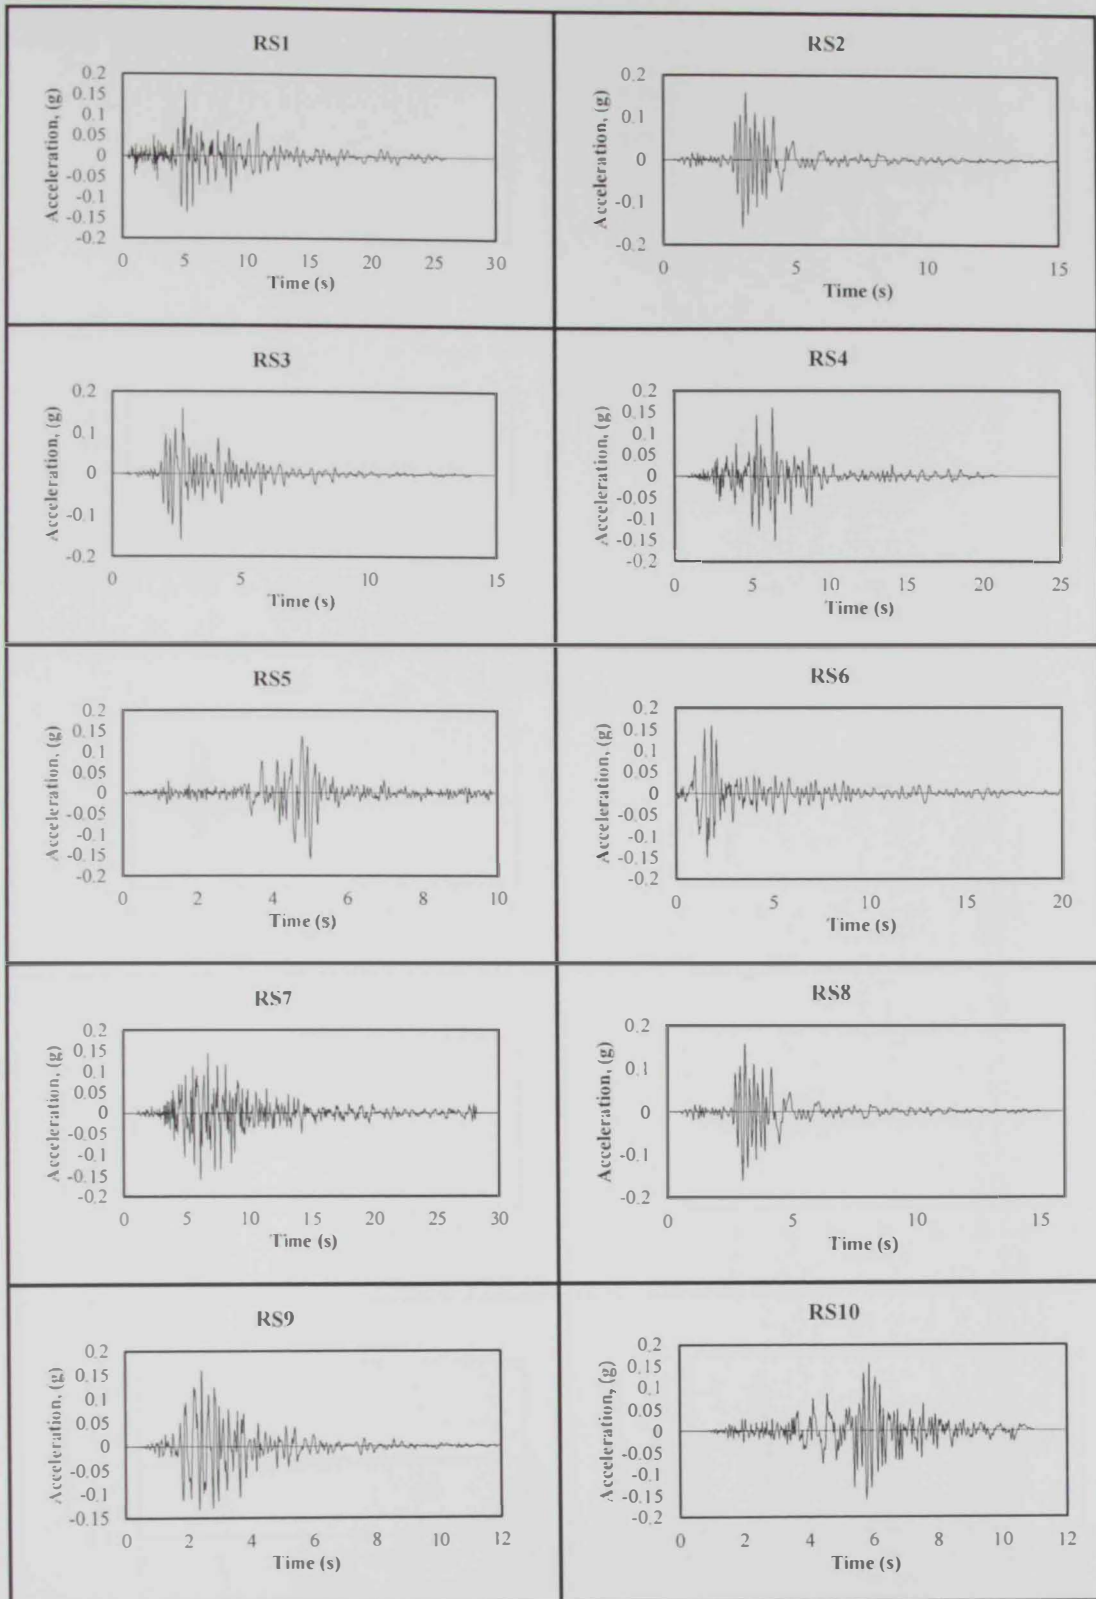 RS1
Acceleration, (g)
0.2
0.15
0.1
0.05
0
-0.05
-0.1
-0.15
-0.2
0 5 10 15 20 25 30
Time (s)
RS2
Acceleration, (g)
0.2
0.1
0
-0.1
-0.2
0 5 10 15
Time (s)
RS3
Acceleration, (g)
0.2
0.1
0
-0.1
-0.2
0 5 10 15
Time (s)
RS4
Acceleration, (g)
0.2
0.15
0.1
0.05
0
-0.05
-0.1
-0.15
-0.2
0 5 10 15 20 25
Time (s)
RS5
Acceleration, (g)
0.2
0.15
0.1
0.05
0
-0.05
-0.1
-0.15
-0.2
0 2 4 6 8 10
Time (s)
RS6
Acceleration, (g)
0.2
0.15
0.1
0.05
0
-0.05
-0.1
-0.15
-0.2
0 5 10 15 20
Time (s)
RS7
Acceleration, (g)
0.2
0.15
0.1
0.05
0
-0.05
-0.1
-0.15
-0.2
0 5 10 15 20 25 30
Time (s)
RS8
Acceleration, (g)
0.2
0.1
0
-0.1
-0.2
0 5 10 15
Time (s)
RS9
Acceleration, (g)
0.2
0.15
0.1
0.05
0
-0.05
-0.1
-0.15
0 2 4 6 8 10 12
Time (s)
RS10
Acceleration, (g)
0.2
0.15
0.1
0.05
0
-0.05
-0.1
-0.15
-0.2
0 2 4 6 8 10 12
Time (s)